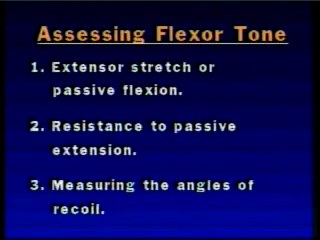 Assessing Flexor Tone
1. Extensor stretch or
passive flexion.
2. Resistance to passive
extension.
3. Measuring the angles of
recoil.